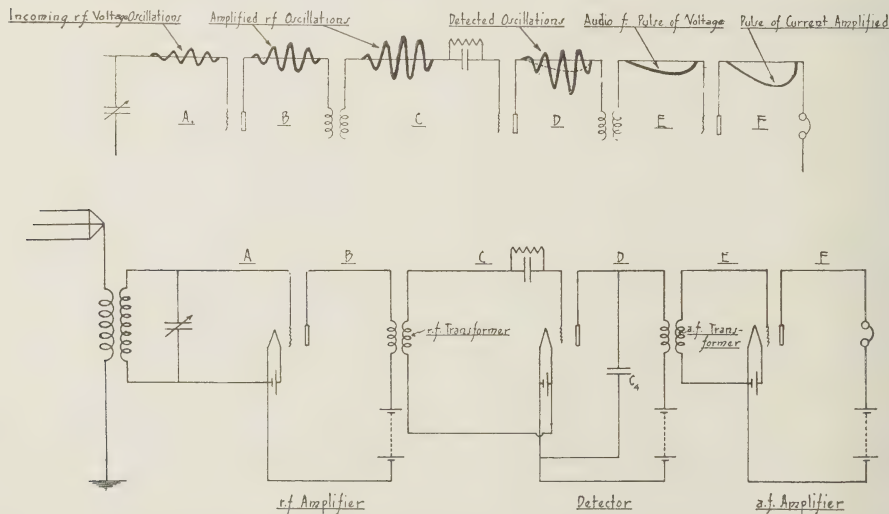 Incoming r.f. Voltage Oscillations
Amplified rf Oscillations
Detected Oscillations
Audio f. Pulse of Voltage
Pulse of Current Amplified
A.
B
C
D
E
F
A
B
C
D
E
F
r.f. Transformer
a.f. Trans-
former
C4
r.f Amplifier
Detector
a.f. Amplifier